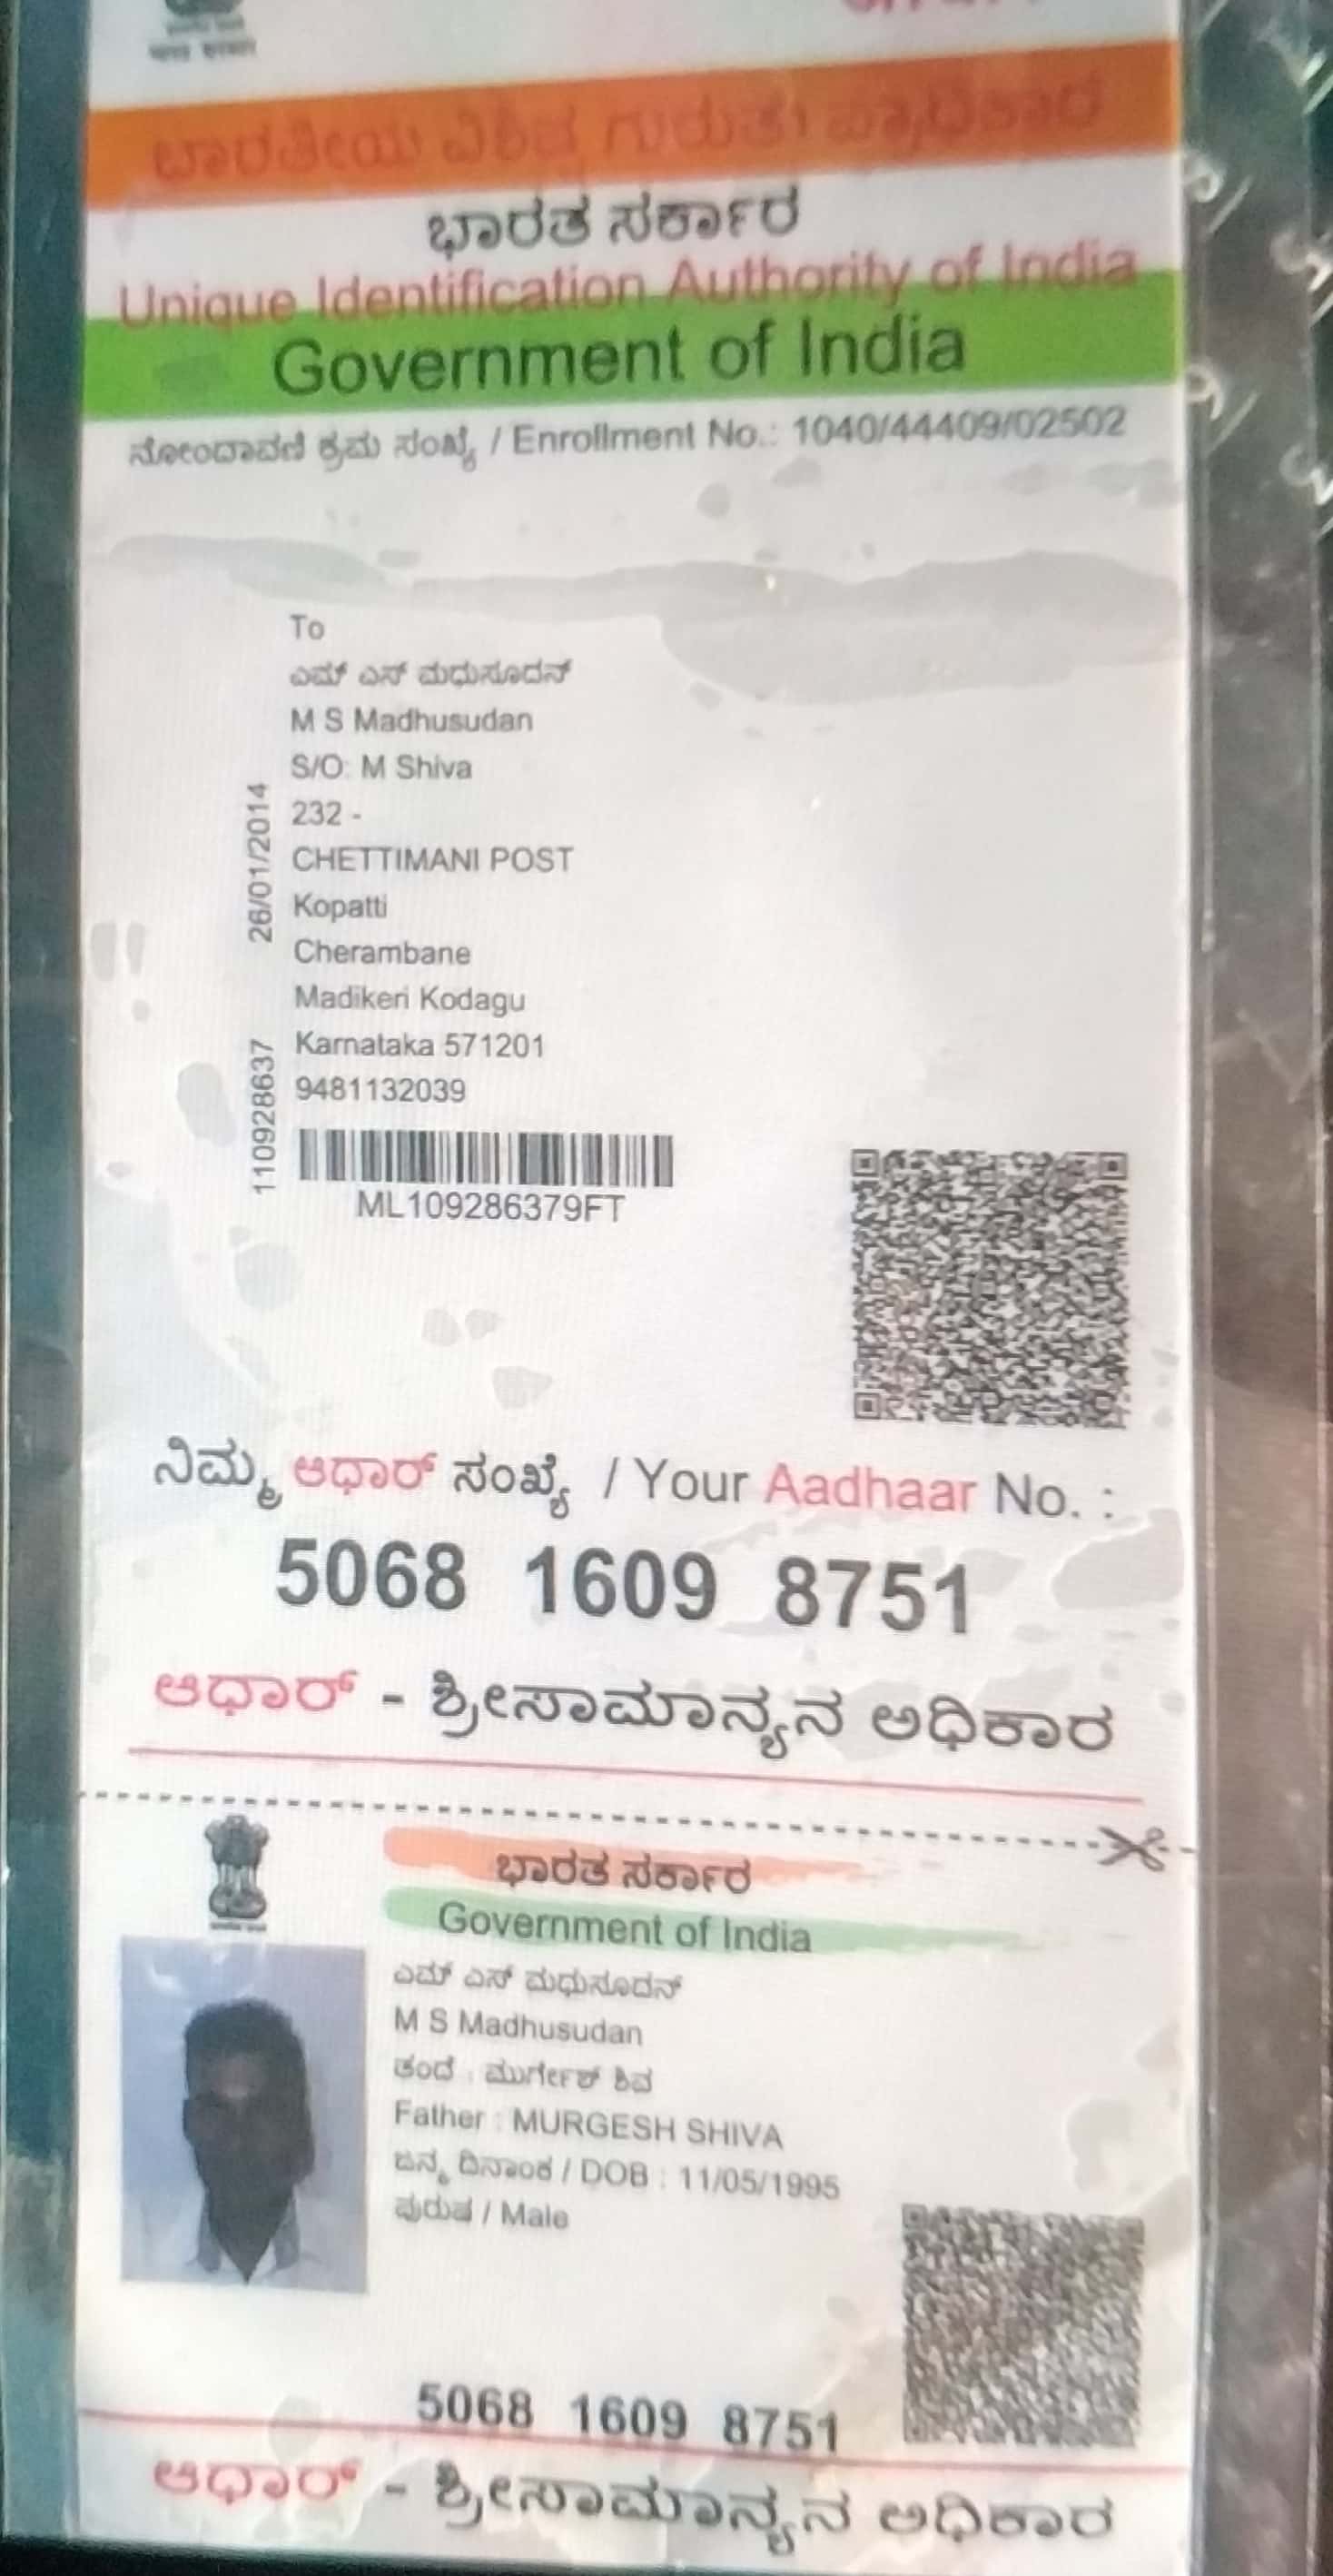 भारत सरकार
ಭಾರತೀಯ ವಿಶಿಷ್ಟ ಗುರುತು ಪ್ರಾಧಿಕಾರ
ಭಾರತ ಸರ್ಕಾರ
Unique Identification Authority of India
Government of India
ನೋಂದಾವಣೆ ಕ್ರಮ ಸಂಖ್ಯೆ / Enrollment No.: 1040/44409/02502
To
ಎಮ್ ಎಸ್ ಮಧುಸೂದನ್
M S Madhusudan
S/O: M Shiva
232 -
CHETTIMANI POST
Kopatti
Cherambane
Madikeri Kodagu
Karnataka 571201
9481132039
26/01/2014
110928637
ML109286379FT
ನಿಮ್ಮ ಆಧಾರ್ ಸಂಖ್ಯೆ / Your Aadhaar No. :
5068 1609 8751
ಆಧಾರ್ - ಶ್ರೀಸಾಮಾನ್ಯನ ಅಧಿಕಾರ
ಭಾರತ ಸರ್ಕಾರ
Government of India
ಎಮ್ ಎಸ್ ಮಧುಸೂದನ್
M S Madhusudan
ತಂದೆ : ಮುರ್ಗೇಶ್ ಶಿವ
Father : MURGESH SHIVA
ಜನ್ಮ ದಿನಾಂಕ / DOB : 11/05/1995
ಪುರುಷ / Male
5068 1609 8751
ಆಧಾರ್ - ಶ್ರೀಸಾಮಾನ್ಯನ ಅಧಿಕಾರ